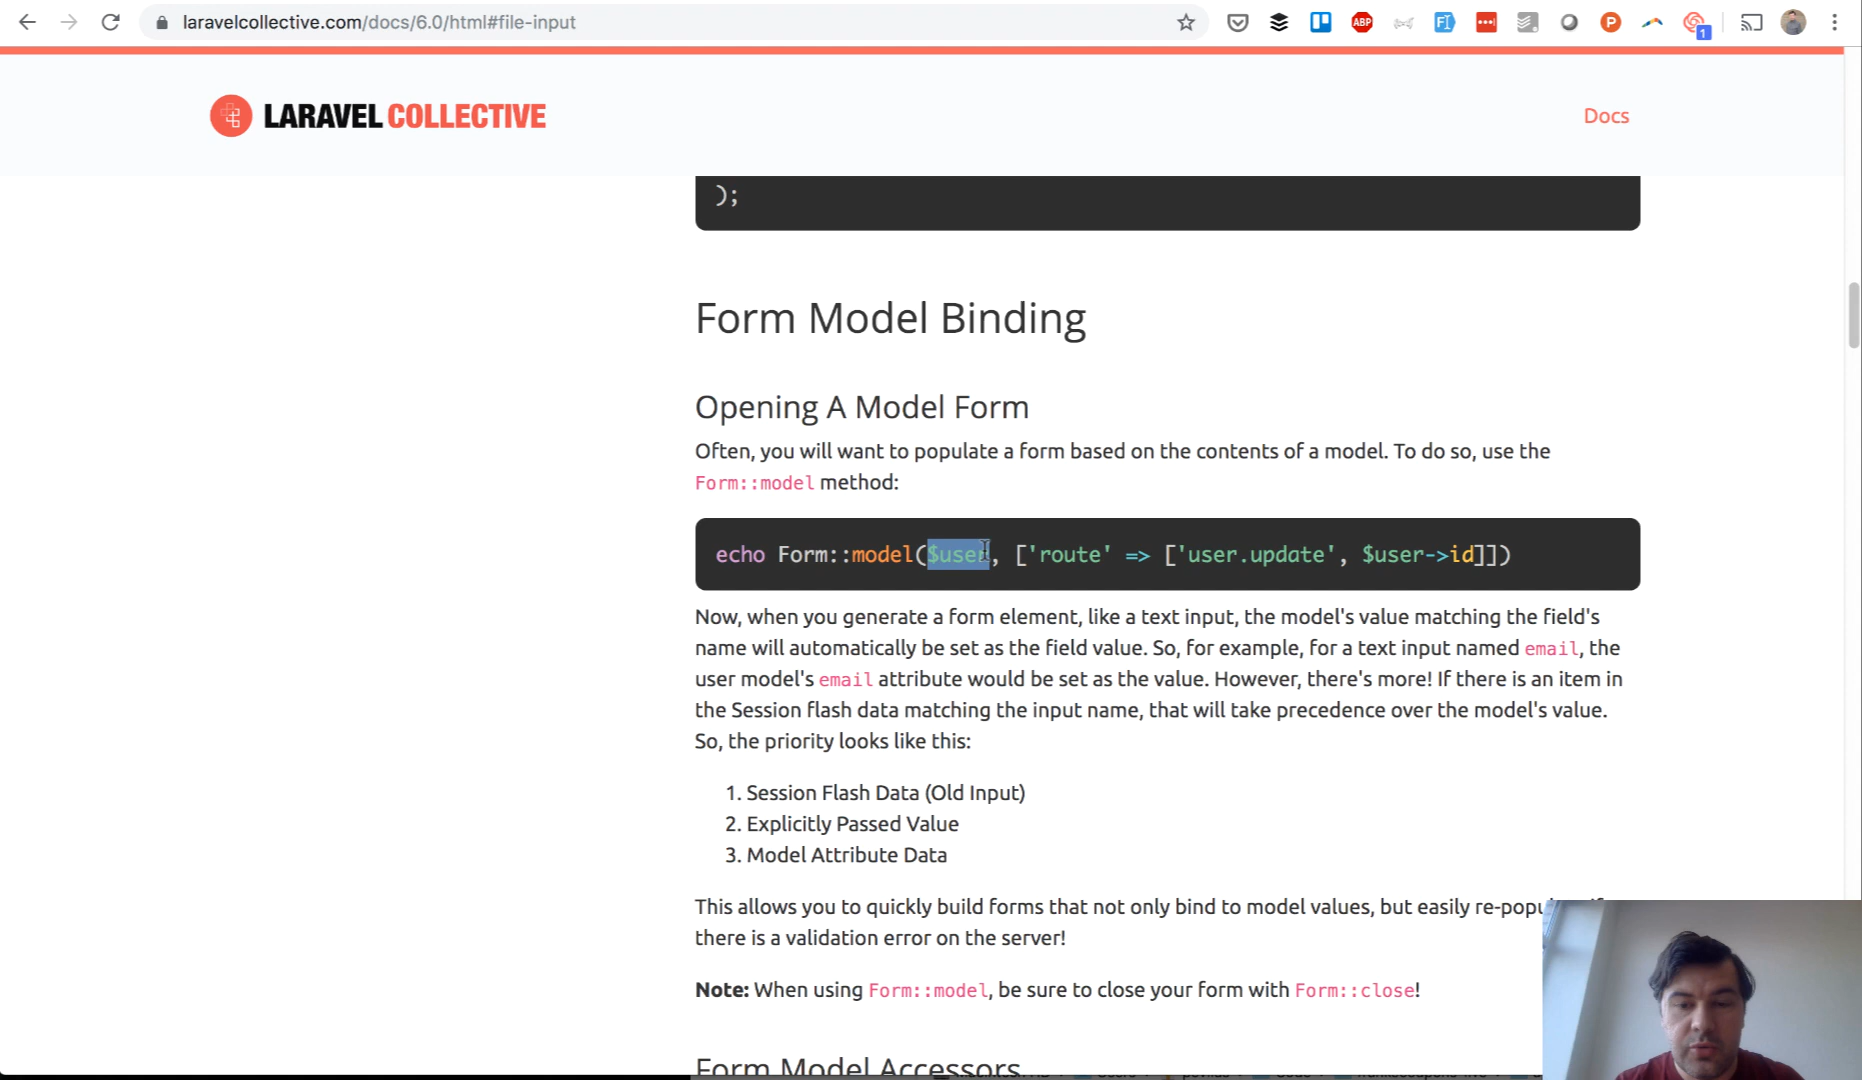 laravelcollective.com/docs/6.0/html#file-input
ABP
P
1
LARAVEL COLLECTIVE
Docs
);
Form Model Binding
Opening A Model Form
Often, you will want to populate a form based on the contents of a model. To do so, use the
Form::model method:
echo Form::model($user, ['route' => ['user.update', $user->id]])
Now, when you generate a form element, like a text input, the model's value matching the field's
name will automatically be set as the field value. So, for example, for a text input named email, the
user model's email attribute would be set as the value. However, there's more! If there is an item in
the Session flash data matching the input name, that will take precedence over the model's value.
So, the priority looks like this:
1. Session Flash Data (Old Input)
2. Explicitly Passed Value
3. Model Attribute Data
This allows you to quickly build forms that not only bind to model values, but easily
there is a validation error on the server!
Note: When using Form::model, be sure to close your form with Form::close!
Form Model Accessors